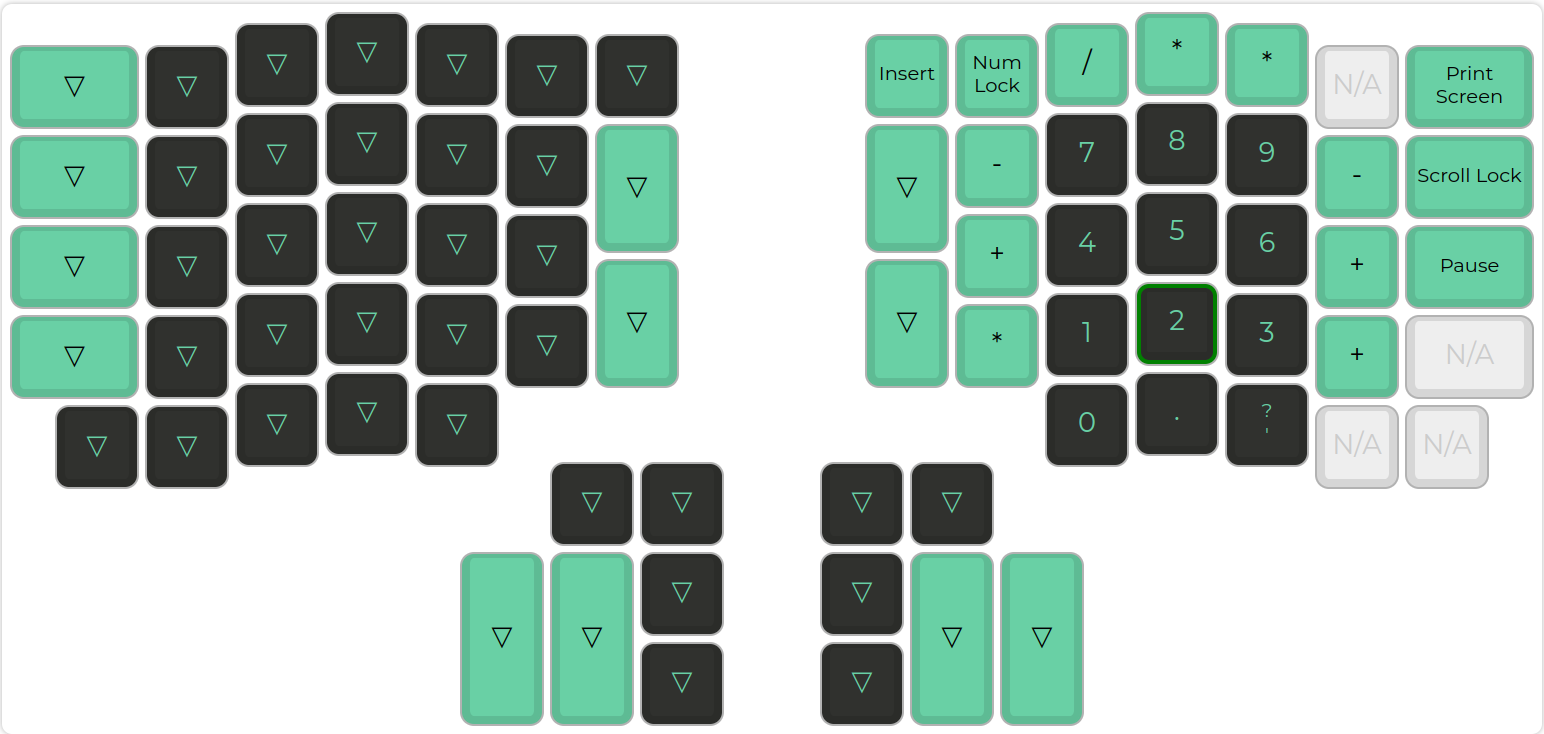 ▽ ▽ ▽ ▽ ▽ ▽ ▽ Insert Num Lock / * * N/A Print Screen
▽ ▽ ▽ ▽ ▽ ▽ ▽ ▽ - 7 8 9 - Scroll Lock
▽ ▽ ▽ ▽ ▽ ▽ + 4 5 6 + Pause
▽ ▽ ▽ ▽ ▽ ▽ ▽ ▽ * 1 2 3 + N/A
▽ ▽ ▽ ▽ ▽ 0 . ? ' N/A N/A
▽ ▽ ▽ ▽
▽ ▽
▽ ▽ ▽ ▽
▽ ▽